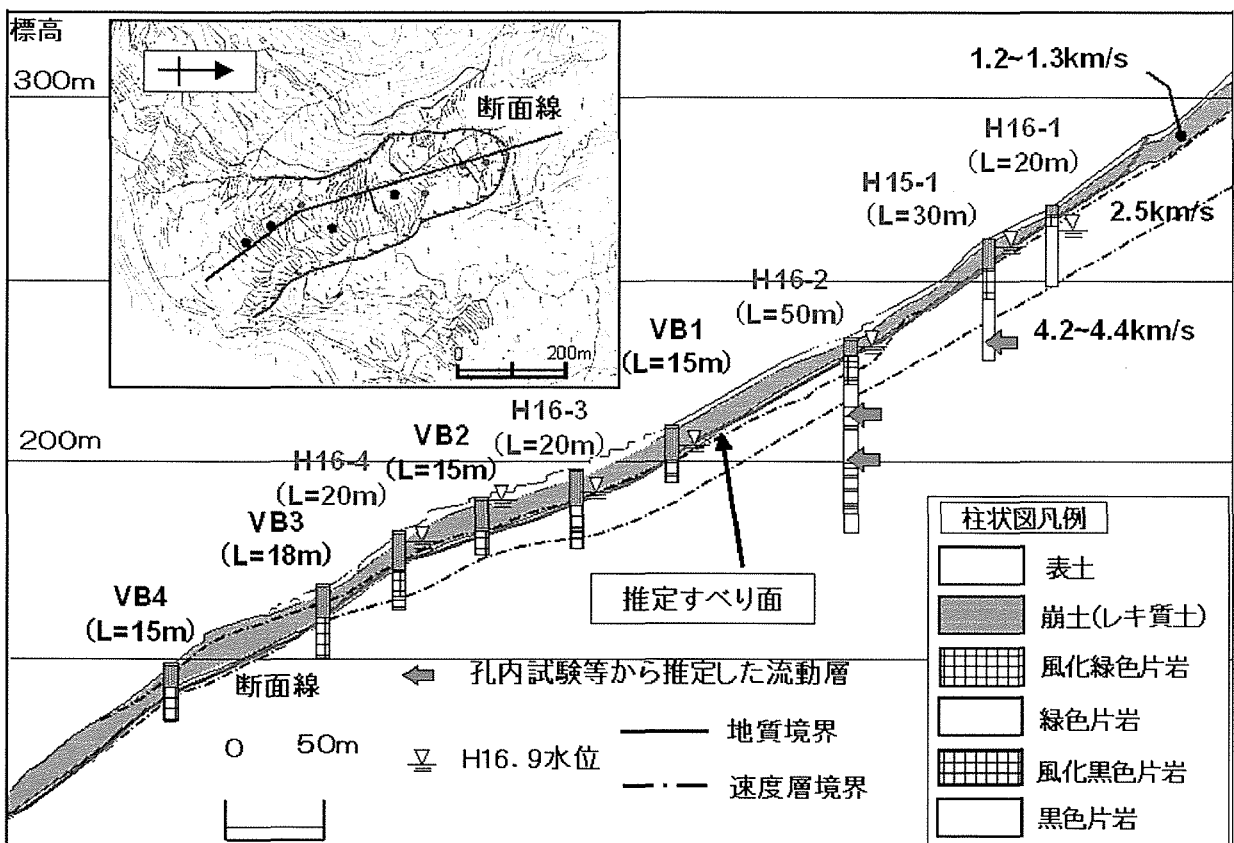 標高
300m
断面線
0 200m
1.2~1.3km/s
H16-1
(L=20m)
H15-1
(L=30m)
2.5km/s
H16-2
(L=50m)
4.2~4.4km/s
VB1
(L=15m)
H16-3
(L=20m)
200m
VB2
(L=15m)
H16-4
(L=20m)
VB3
(L=18m)
VB4
(L=15m)
推定すべり面
断面線
0 50m
孔内試験等から推定した流動層
H16.9水位
地質境界
速度層境界
柱状図凡例
表土
崩土(レキ質土)
風化緑色片岩
緑色片岩
風化黒色片岩
黒色片岩